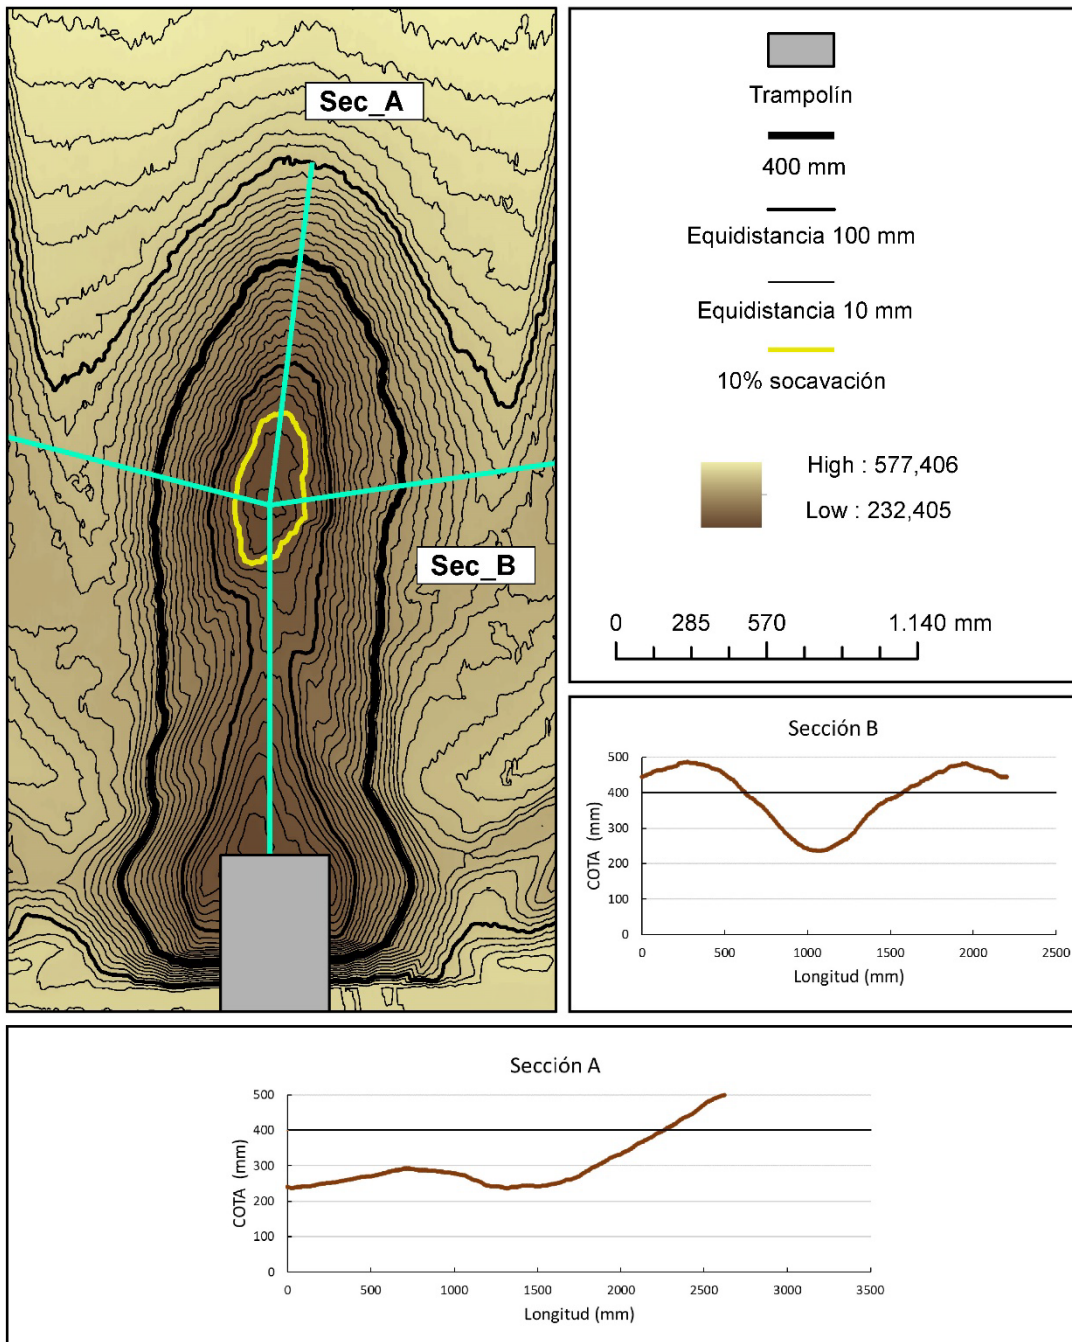 Sec_A
Sec_B
Trampolín
400 mm
Equidistancia 100 mm
Equidistancia 10 mm
10% socavación
High : 577,406
Low : 232,405
0 285 570 1.140 mm
Sección B
500
400
300
200
100
0
COTA (mm)
0 500 1000 1500 2000 2500
Longitud (mm)
Sección A
500
400
300
200
100
0
COTA (mm)
0 500 1000 1500 2000 2500 3000 3500
Longitud (mm)